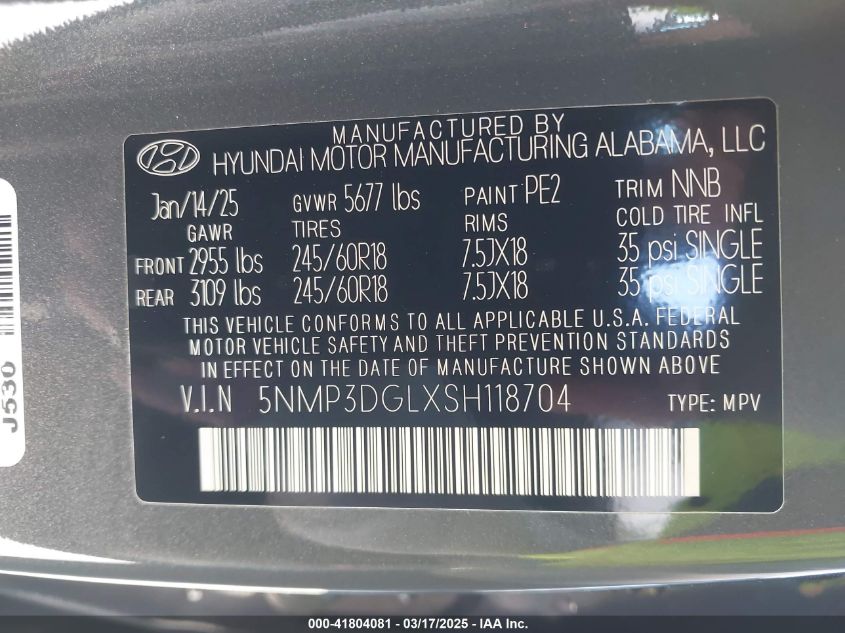 MANUFACTURED BY
HYUNDAI MOTOR MANUFACTURING ALABAMA, LLC
Jan/14/25 GVWR 5677 lbs PAINT PE2 TRIM NNB
GAWR TIRES RIMS COLD TIRE INFL
FRONT 2955 lbs 245/60R18 7.5JX18 35 psi SINGLE
REAR 3109 lbs 245/60R18 7.5JX18 35 psi SINGLE
THIS VEHICLE CONFORMS TO ALL APPLICABLE U.S.A. FEDERAL
MOTOR VEHICLE SAFETY AND THEFT PREVENTION STANDARDS
IN EFFECT ON THE DATE OF MANUFACTURE SHOWN ABOVE
V.I.N 5NMP3DGLXSH118704 TYPE: MPV
J530
000-41804081 - 03/17/2025 - IAA Inc.